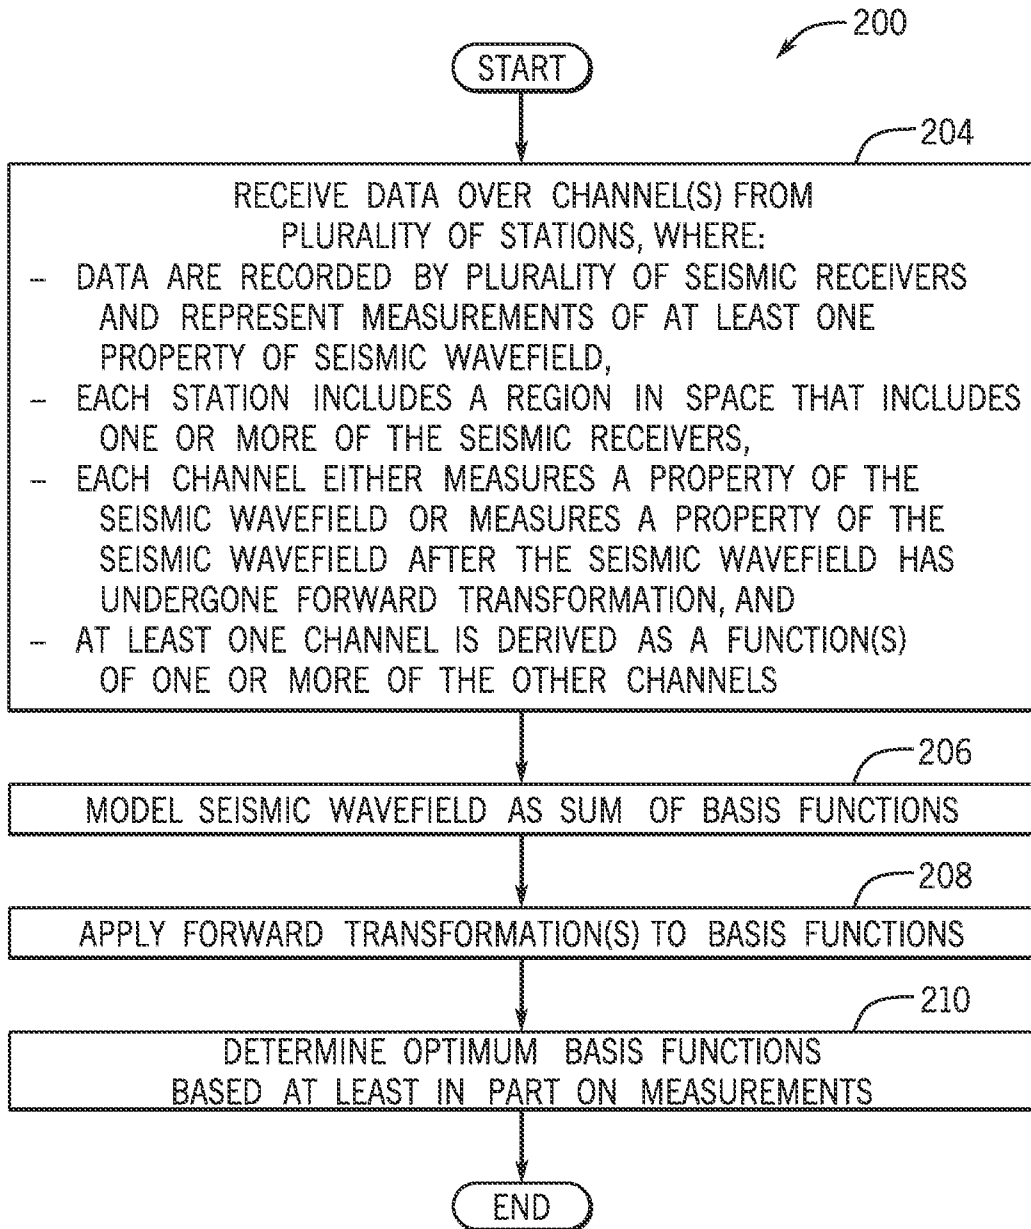 200
START
204
RECEIVE DATA OVER CHANNEL(S) FROM
PLURALITY OF STATIONS, WHERE:
– DATA ARE RECORDED BY PLURALITY OF SEISMIC RECEIVERS
AND REPRESENT MEASUREMENTS OF AT LEAST ONE
PROPERTY OF SEISMIC WAVEFIELD,
– EACH STATION INCLUDES A REGION IN SPACE THAT INCLUDES
ONE OR MORE OF THE SEISMIC RECEIVERS,
– EACH CHANNEL EITHER MEASURES A PROPERTY OF THE
SEISMIC WAVEFIELD OR MEASURES A PROPERTY OF THE
SEISMIC WAVEFIELD AFTER THE SEISMIC WAVEFIELD HAS
UNDERGONE FORWARD TRANSFORMATION, AND
– AT LEAST ONE CHANNEL IS DERIVED AS A FUNCTION(S)
OF ONE OR MORE OF THE OTHER CHANNELS
206
MODEL SEISMIC WAVEFIELD AS SUM OF BASIS FUNCTIONS
208
APPLY FORWARD TRANSFORMATION(S) TO BASIS FUNCTIONS
210
DETERMINE OPTIMUM BASIS FUNCTIONS
BASED AT LEAST IN PART ON MEASUREMENTS
END